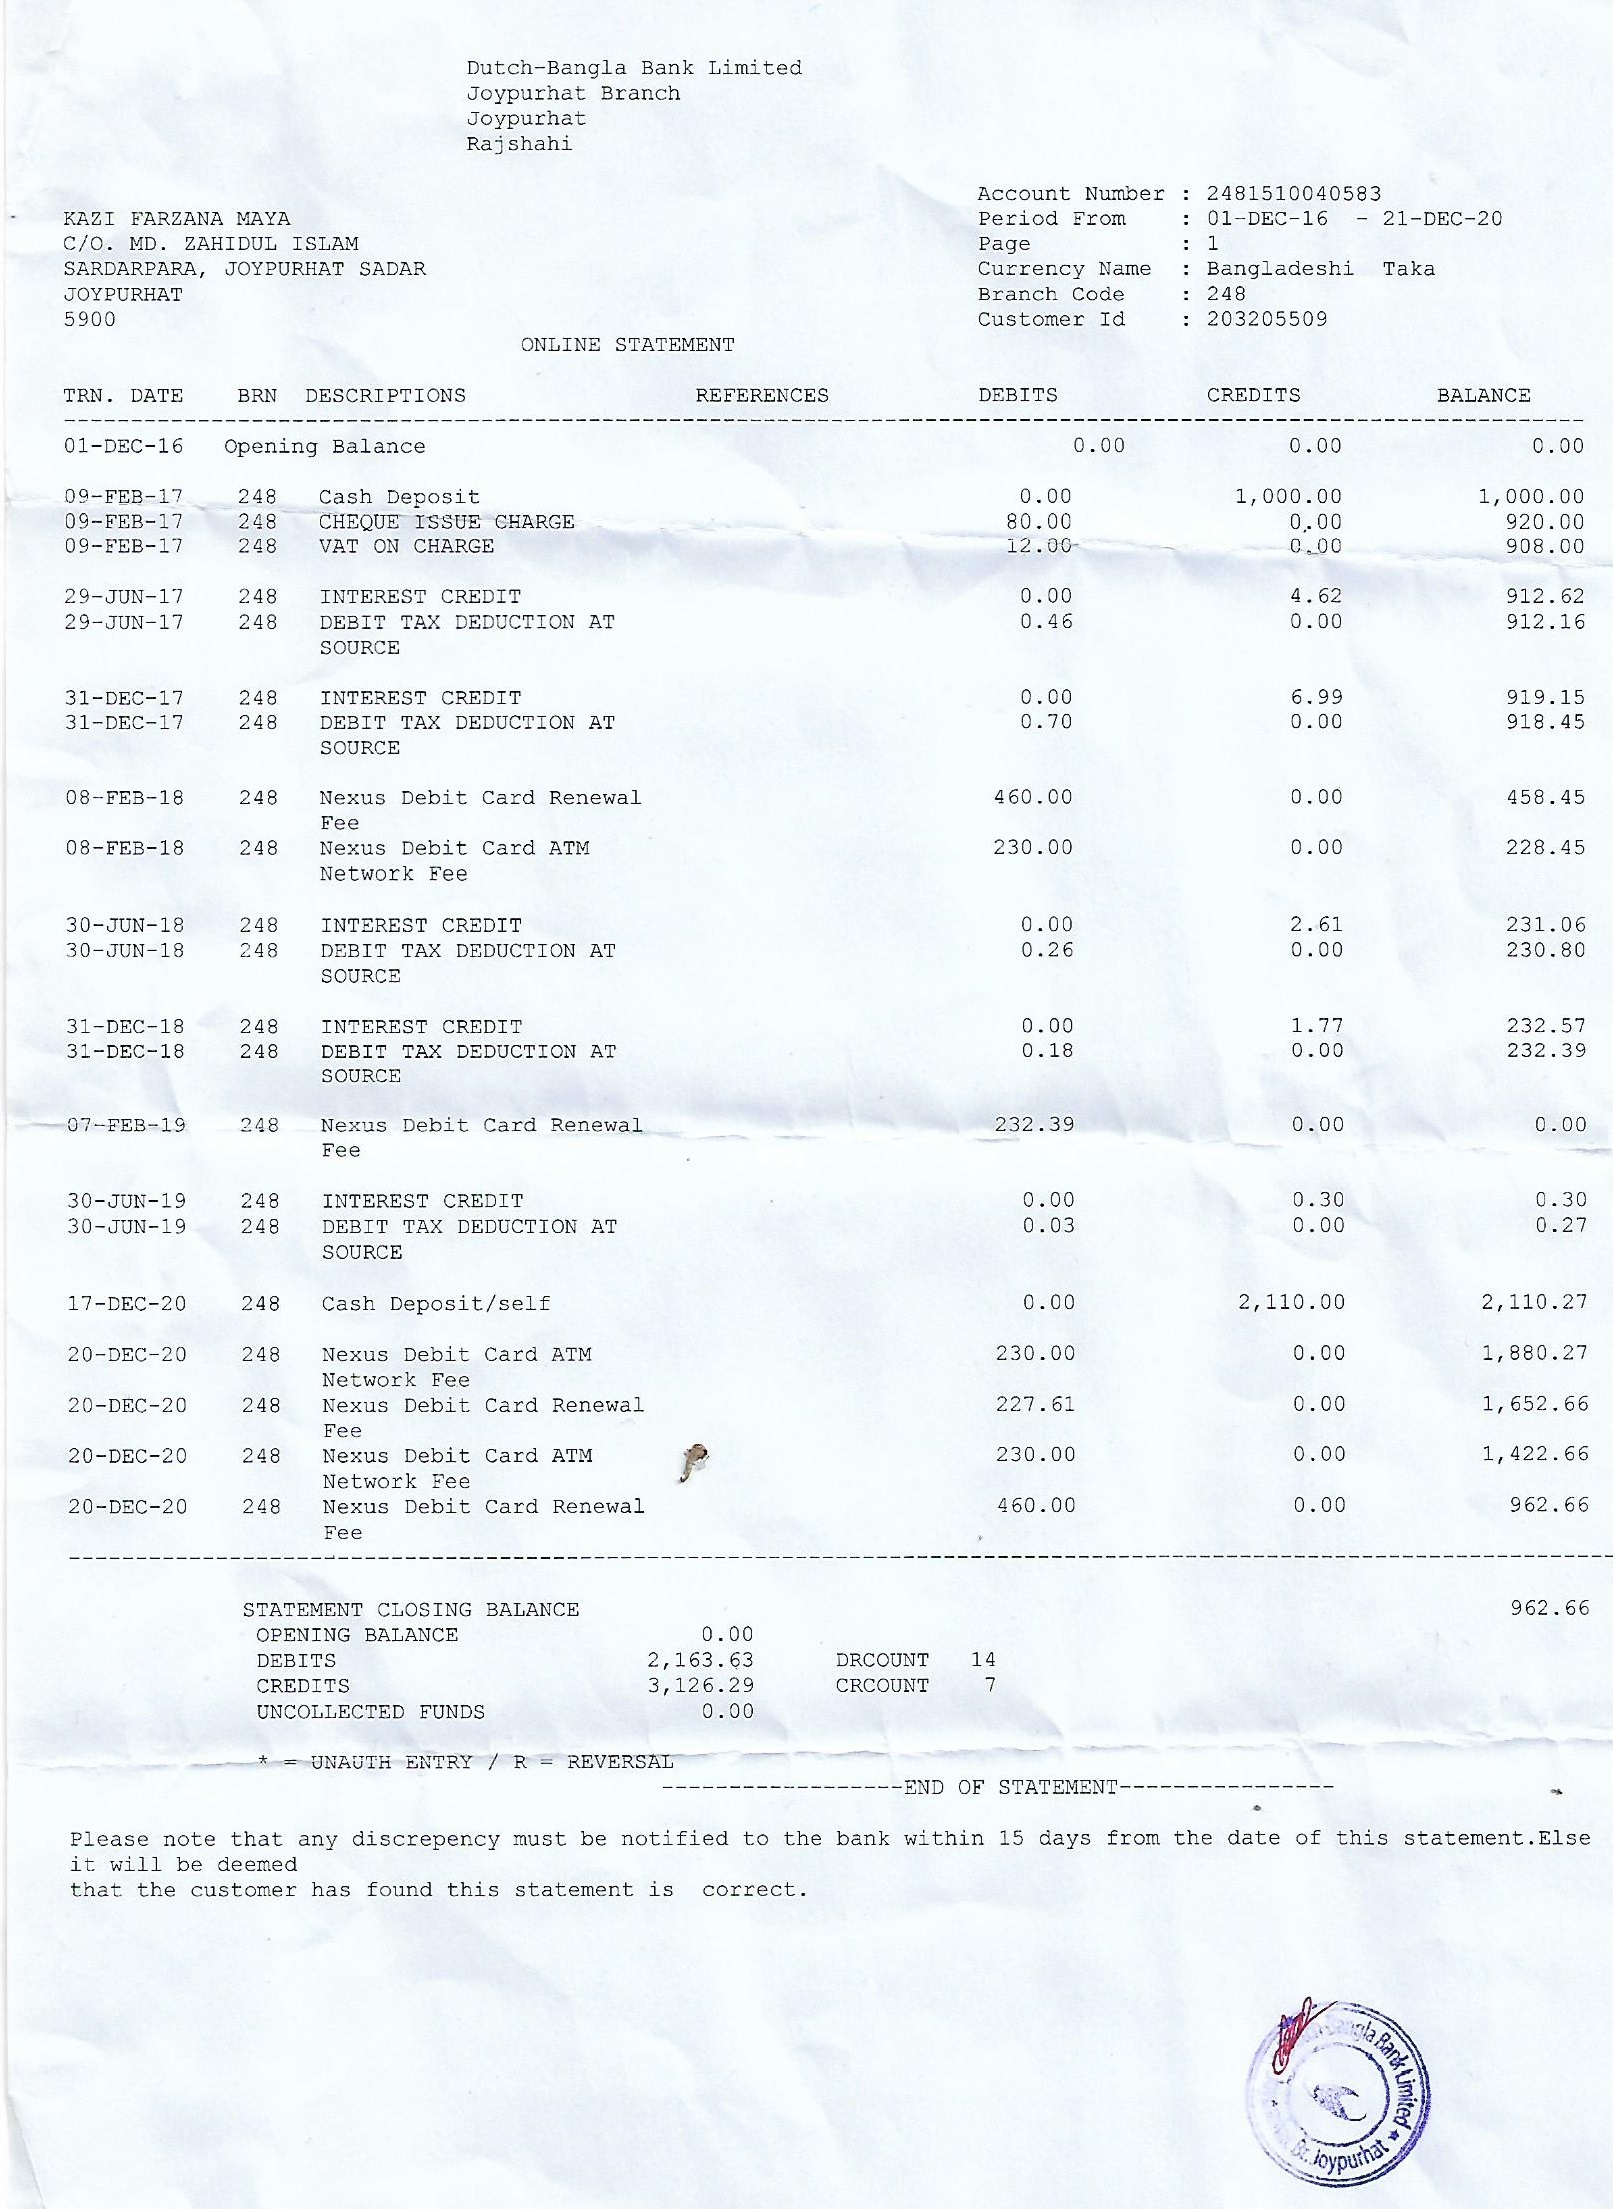 Dutch-Bangla Bank Limited
Joypurhat Branch
Joypurhat
Rajshahi
Account Number : 2481510040583
KAZI FARZANA MAYA Period From : 01-DEC-16 - 21-DEC-20
C/O. MD. ZAHIDUL ISLAM Page : 1
SARDARPARA, JOYPURHAT SADAR Currency Name : Bangladeshi Taka
JOYPURHAT Branch Code : 248
5900 Customer Id : 203205509
ONLINE STATEMENT
TRN. DATE BRN DESCRIPTIONS REFERENCES DEBITS CREDITS BALANCE
01-DEC-16 Opening Balance 0.00 0.00 0.00
09-FEB-17 248 Cash Deposit 0.00 1,000.00 1,000.00
09-FEB-17 248 CHEQUE ISSUE CHARGE 80.00 0.00 920.00
09-FEB-17 248 VAT ON CHARGE 12.00 0.00 908.00
29-JUN-17 248 INTEREST CREDIT 0.00 4.62 912.62
29-JUN-17 248 DEBIT TAX DEDUCTION AT 0.46 0.00 912.16
SOURCE
31-DEC-17 248 INTEREST CREDIT 0.00 6.99 919.15
31-DEC-17 248 DEBIT TAX DEDUCTION AT 0.70 0.00 918.45
SOURCE
08-FEB-18 248 Nexus Debit Card Renewal 460.00 0.00 458.45
Fee
08-FEB-18 248 Nexus Debit Card ATM 230.00 0.00 228.45
Network Fee
30-JUN-18 248 INTEREST CREDIT 0.00 2.61 231.06
30-JUN-18 248 DEBIT TAX DEDUCTION AT 0.26 0.00 230.80
SOURCE
31-DEC-18 248 INTEREST CREDIT 0.00 1.77 232.57
31-DEC-18 248 DEBIT TAX DEDUCTION AT 0.18 0.00 232.39
SOURCE
07-FEB-19 248 Nexus Debit Card Renewal 232.39 0.00 0.00
Fee
30-JUN-19 248 INTEREST CREDIT 0.00 0.30 0.30
30-JUN-19 248 DEBIT TAX DEDUCTION AT 0.03 0.00 0.27
SOURCE
17-DEC-20 248 Cash Deposit/self 0.00 2,110.00 2,110.27
20-DEC-20 248 Nexus Debit Card ATM 230.00 0.00 1,880.27
Network Fee
20-DEC-20 248 Nexus Debit Card Renewal 227.61 0.00 1,652.66
Fee
20-DEC-20 248 Nexus Debit Card ATM 230.00 0.00 1,422.66
Network Fee
20-DEC-20 248 Nexus Debit Card Renewal 460.00 0.00 962.66
Fee
STATEMENT CLOSING BALANCE 962.66
OPENING BALANCE 0.00
DEBITS 2,163.63 DRCOUNT 14
CREDITS 3,126.29 CRCOUNT 7
UNCOLLECTED FUNDS 0.00
* = UNAUTH ENTRY / R = REVERSAL
------------------END OF STATEMENT----------------
Please note that any discrepency must be notified to the bank within 15 days from the date of this statement.Else
it will be deemed
that the customer has found this statement is correct.
Bangla Bank Limited
Br. Joypurhat